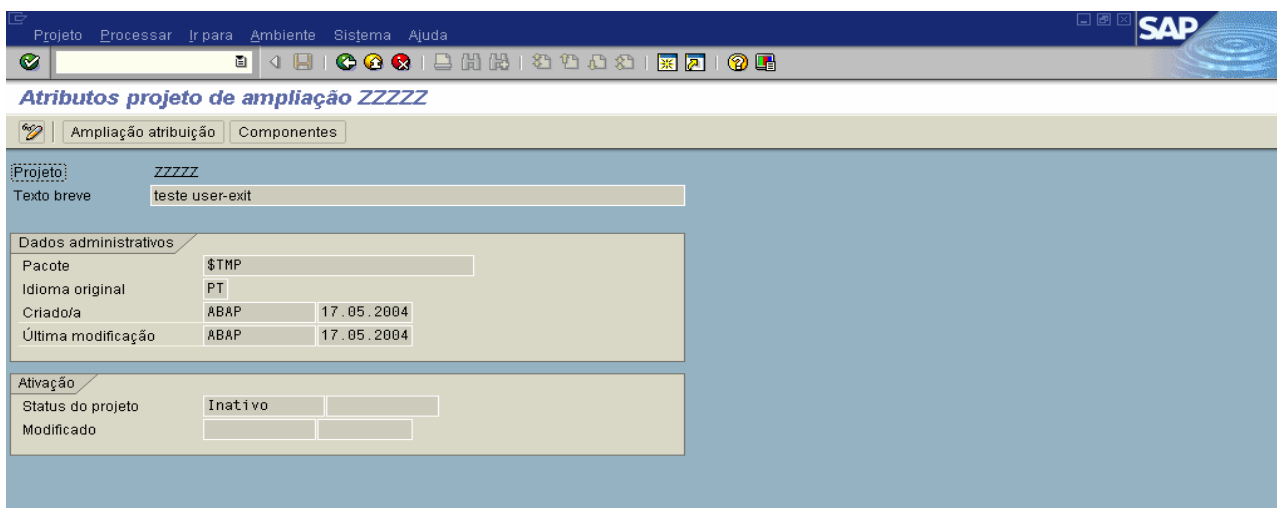 Projeto Processar Ir para Ambiente Sistema Ajuda
SAP
Atributos projeto de ampliação ZZZZZ
Ampliação atribuição Componentes
Projeto ZZZZZ
Texto breve teste user-exit
Dados administrativos
Pacote $TMP
Idioma original PT
Criado/a ABAP 17.05.2004
Última modificação ABAP 17.05.2004
Ativação
Status do projeto Inativo
Modificado